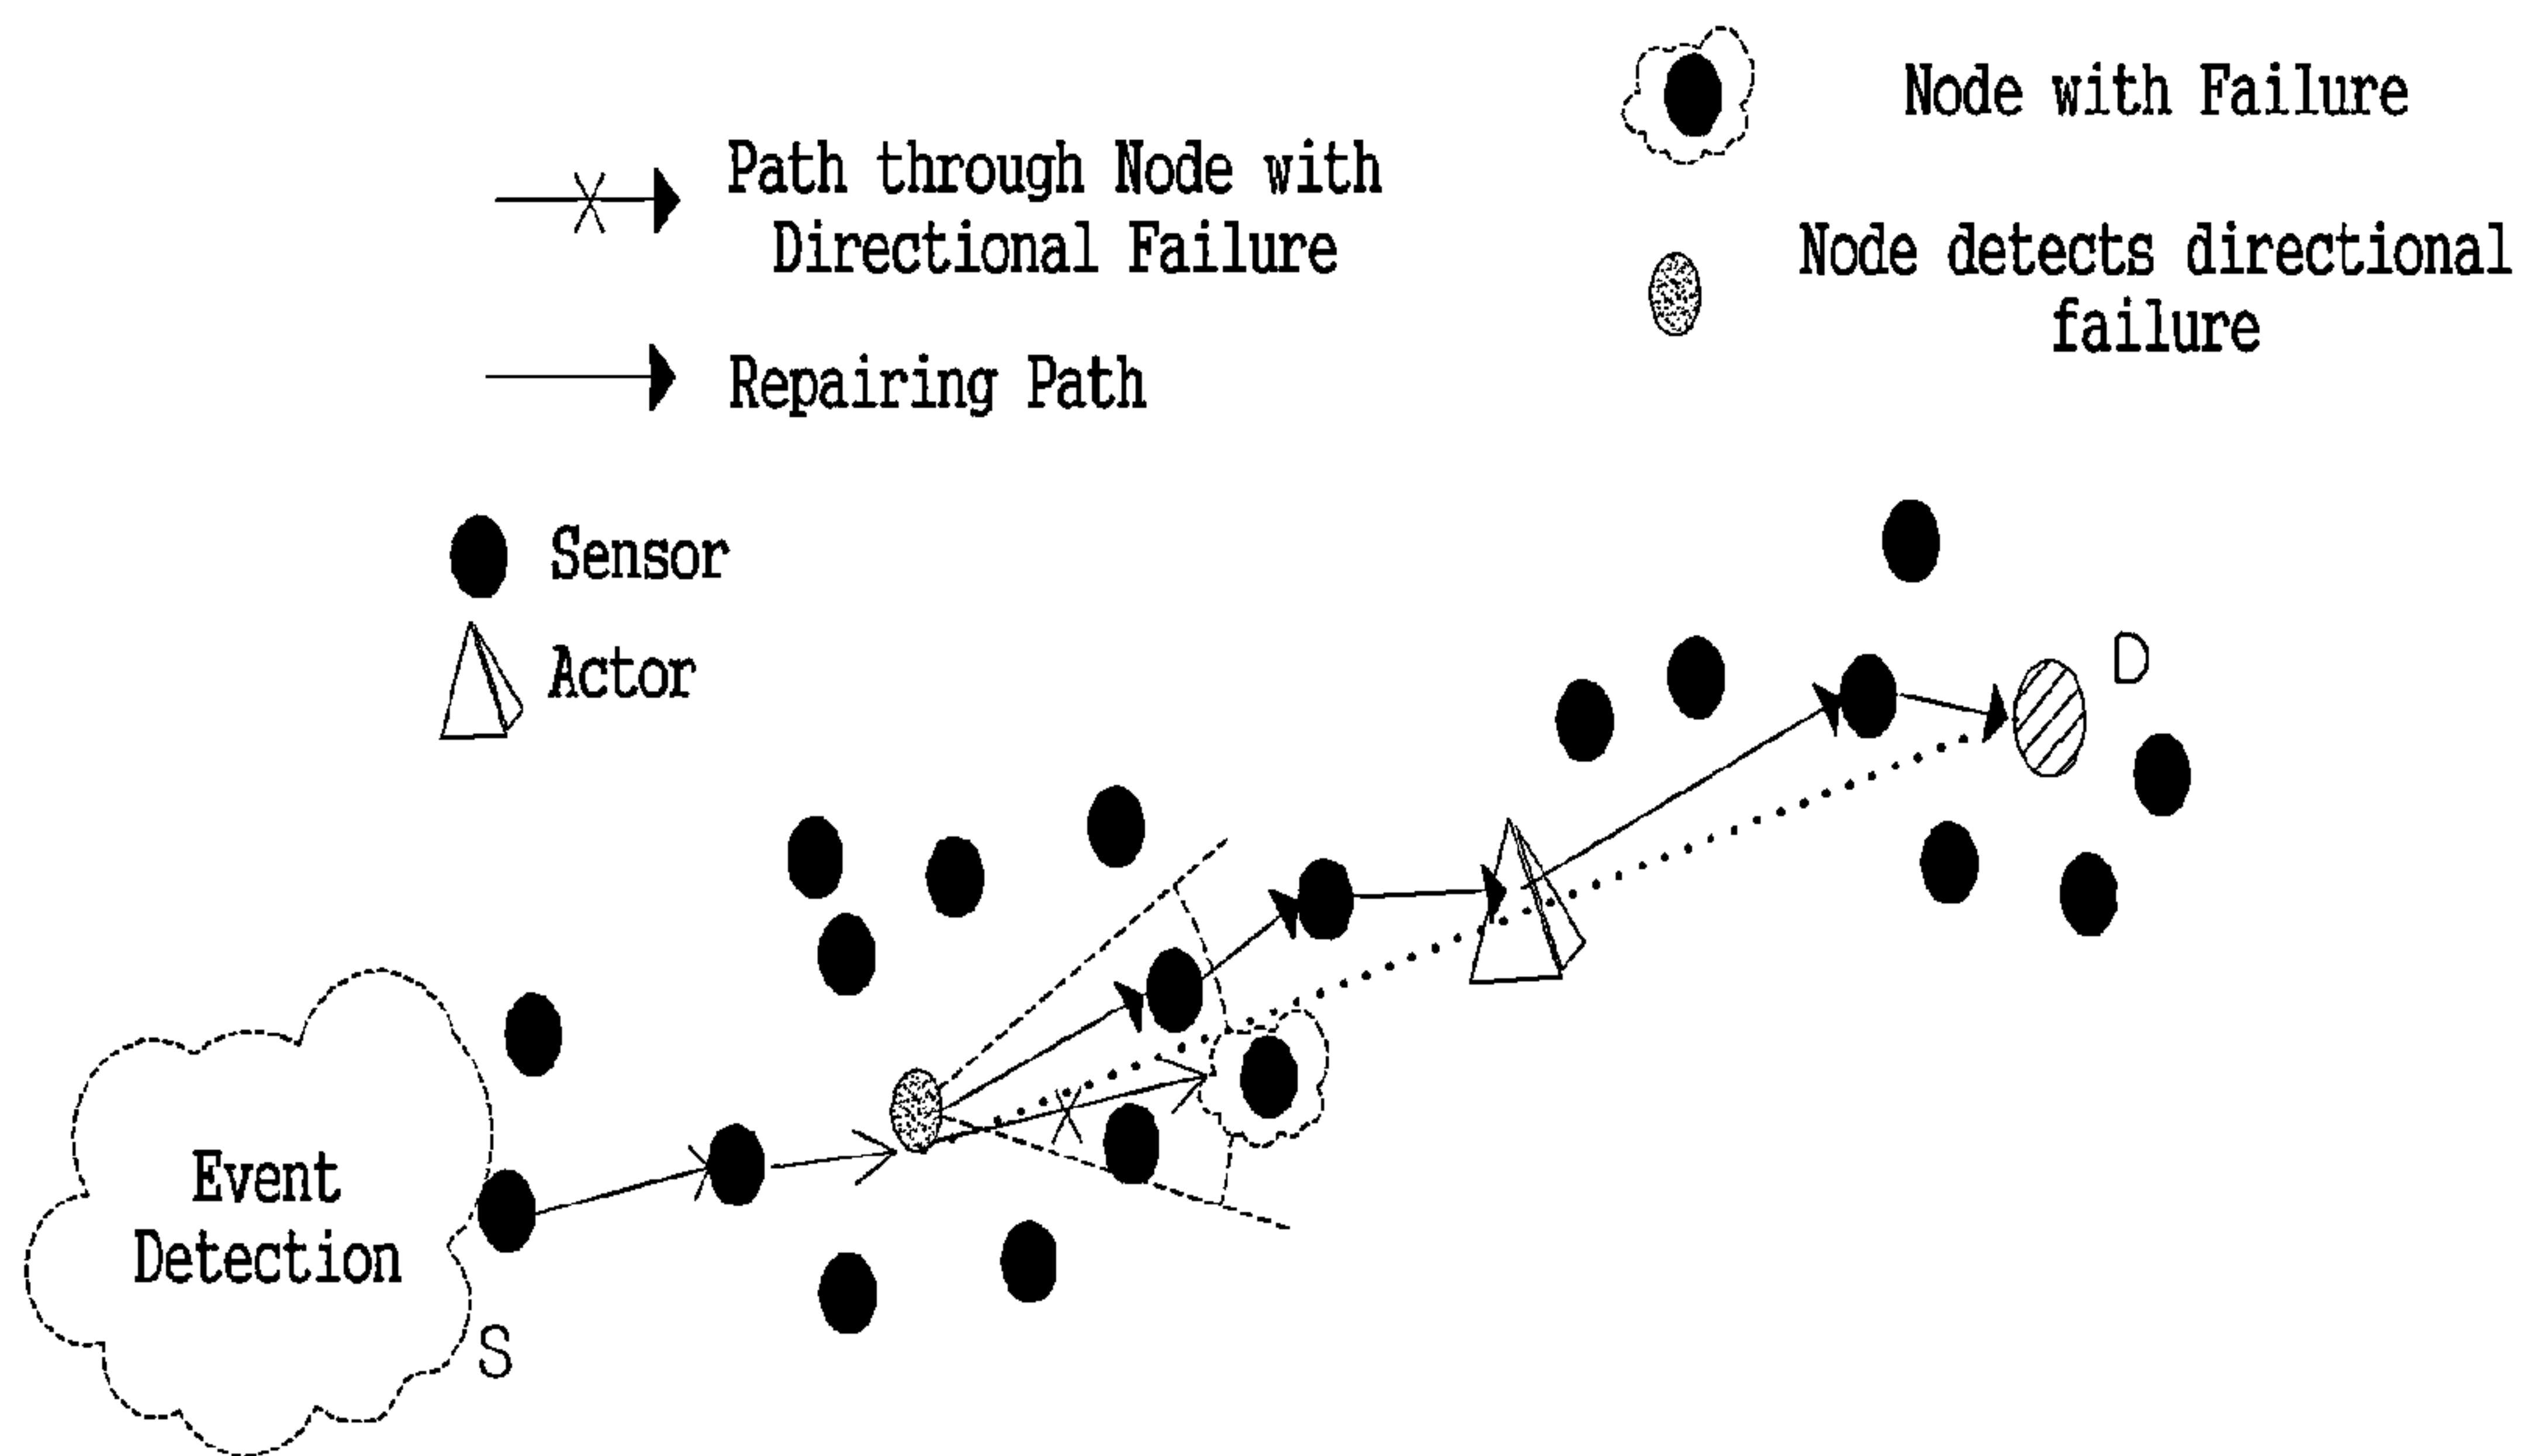 Node with Failure
Path through Node with
Directional Failure
Node detects directional
failure
Repairing Path
Sensor
Actor
D
Event
Detection
S